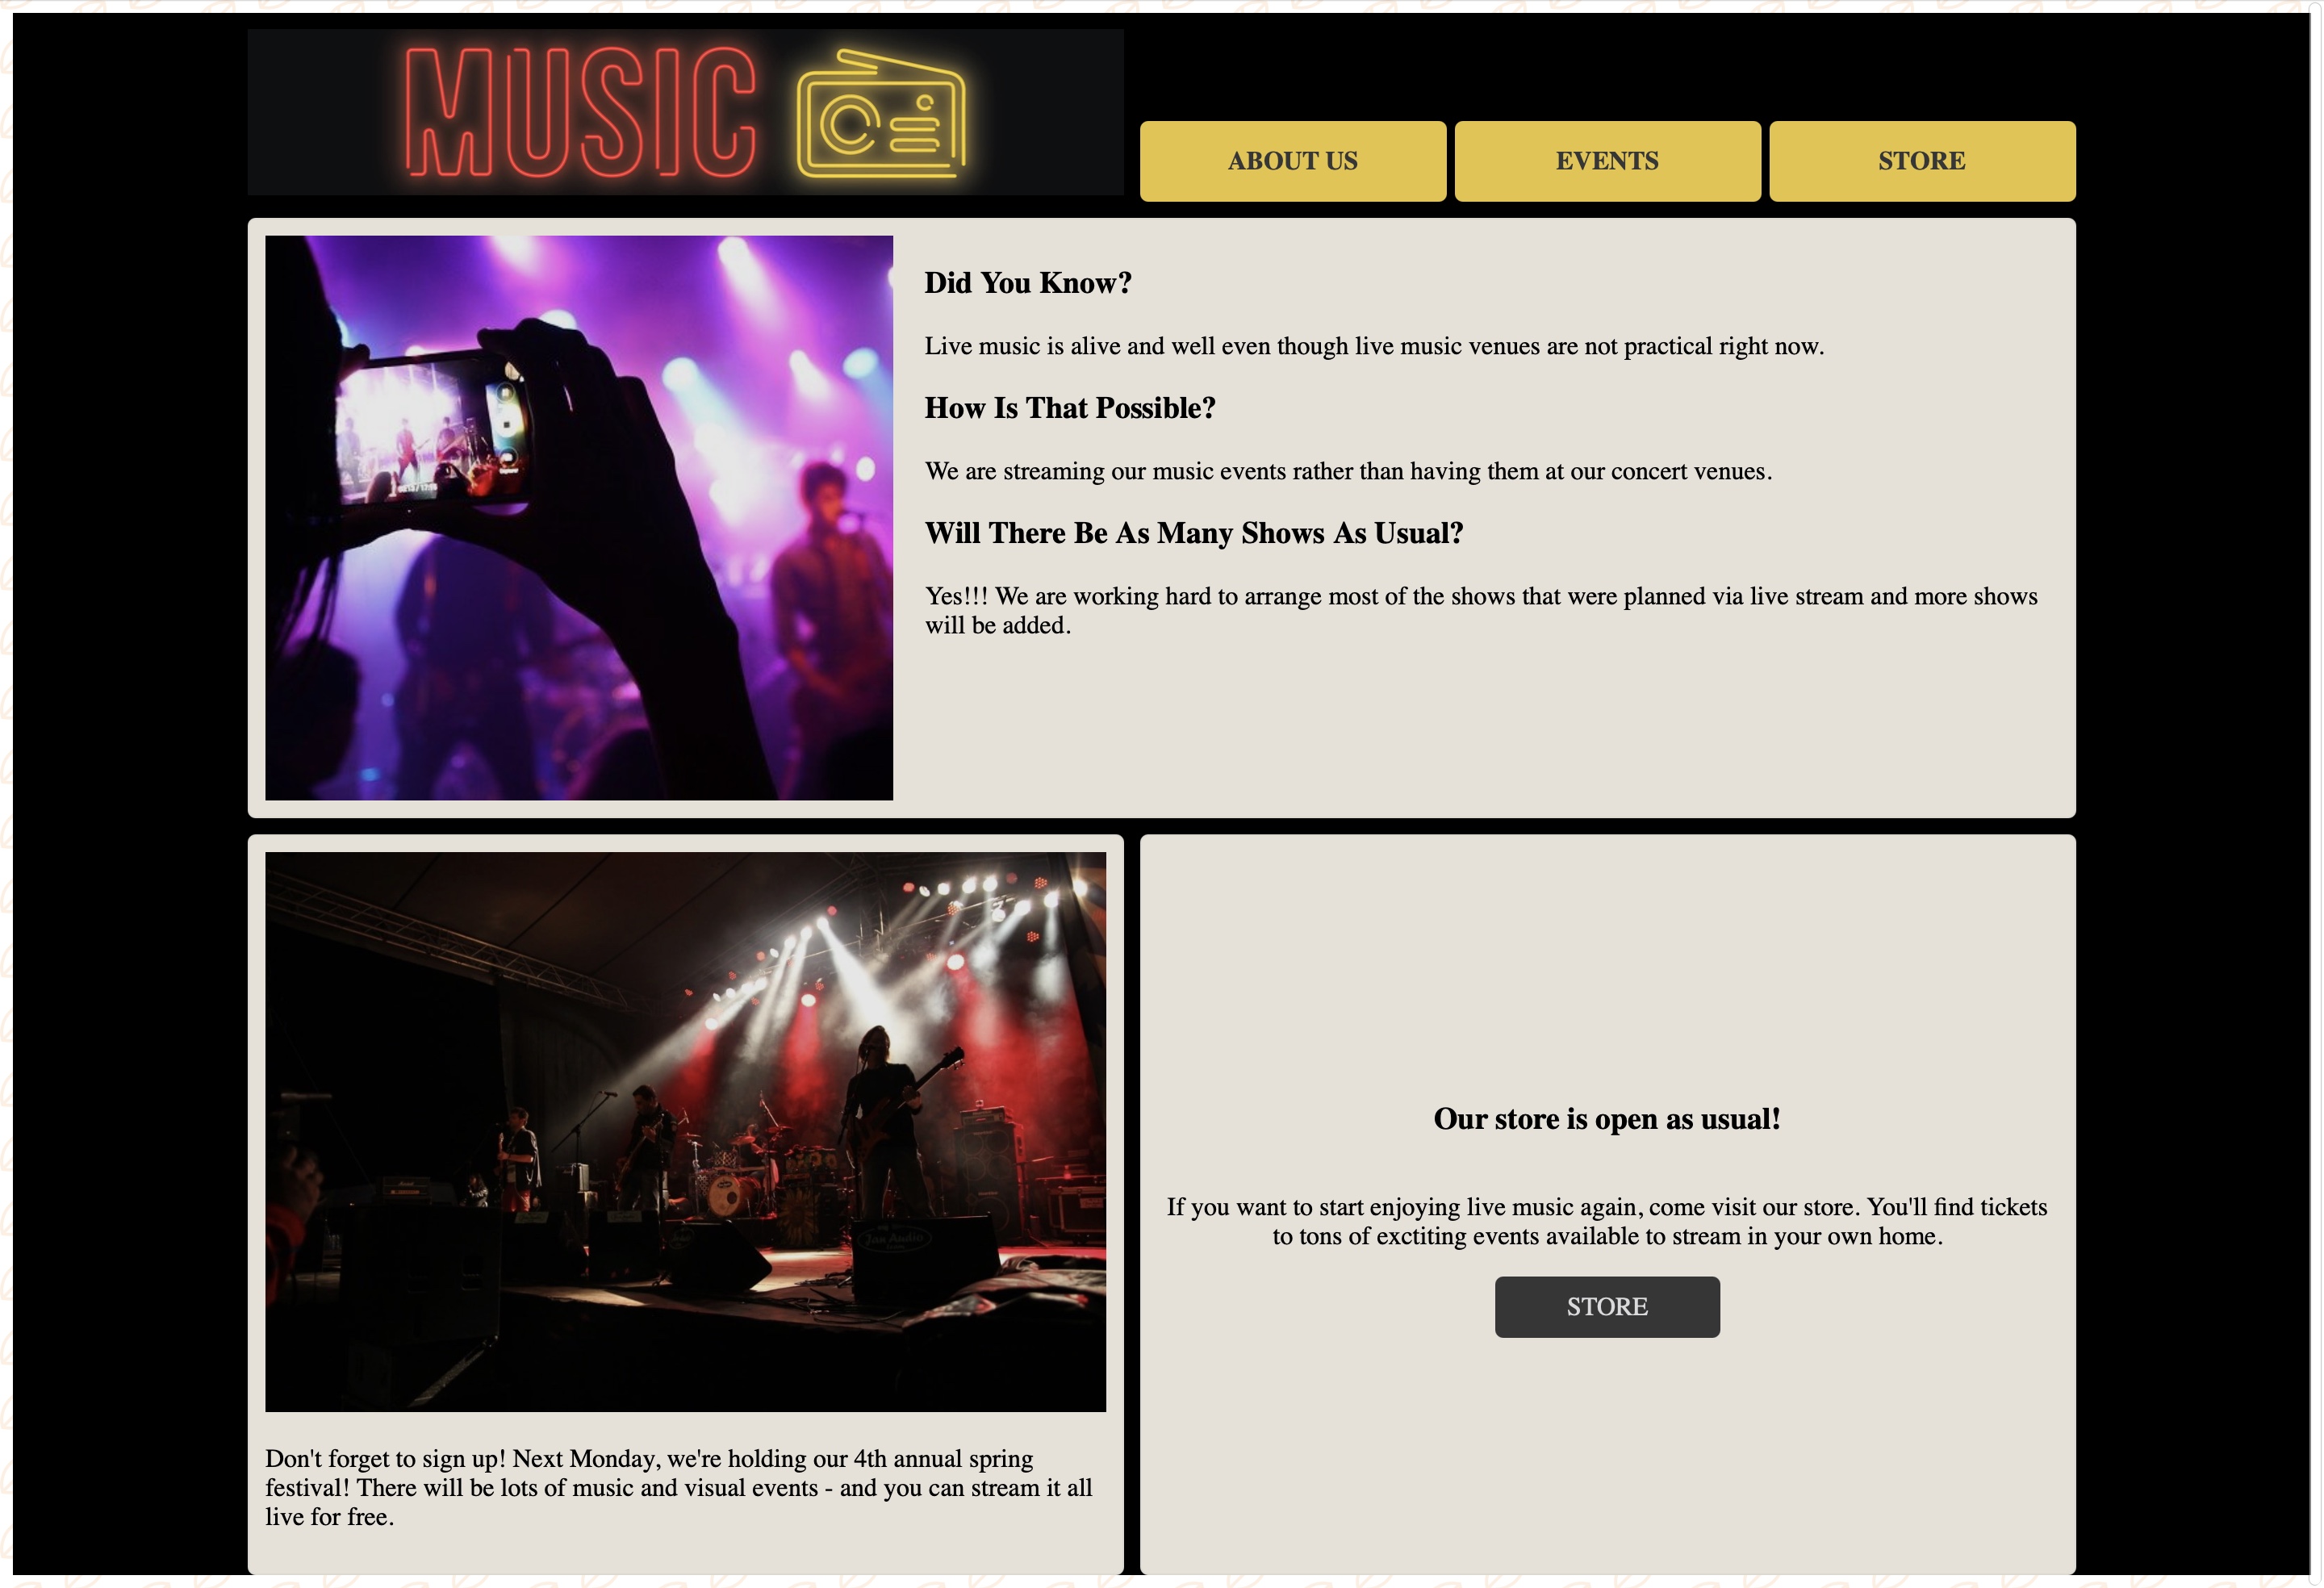 MUSIC
ABOUT US
EVENTS
STORE
Did You Know?
Live music is alive and well even though live music venues are not practical right now.
How Is That Possible?
We are streaming our music events rather than having them at our concert venues.
Will There Be As Many Shows As Usual?
Yes!!! We are working hard to arrange most of the shows that were planned via live stream and more shows
will be added.
Jan Audio
Don't forget to sign up! Next Monday, we're holding our 4th annual spring
festival! There will be lots of music and visual events - and you can stream it all
live for free.
Our store is open as usual!
If you want to start enjoying live music again, come visit our store. You'll find tickets
to tons of exctiting events available to stream in your own home.
STORE